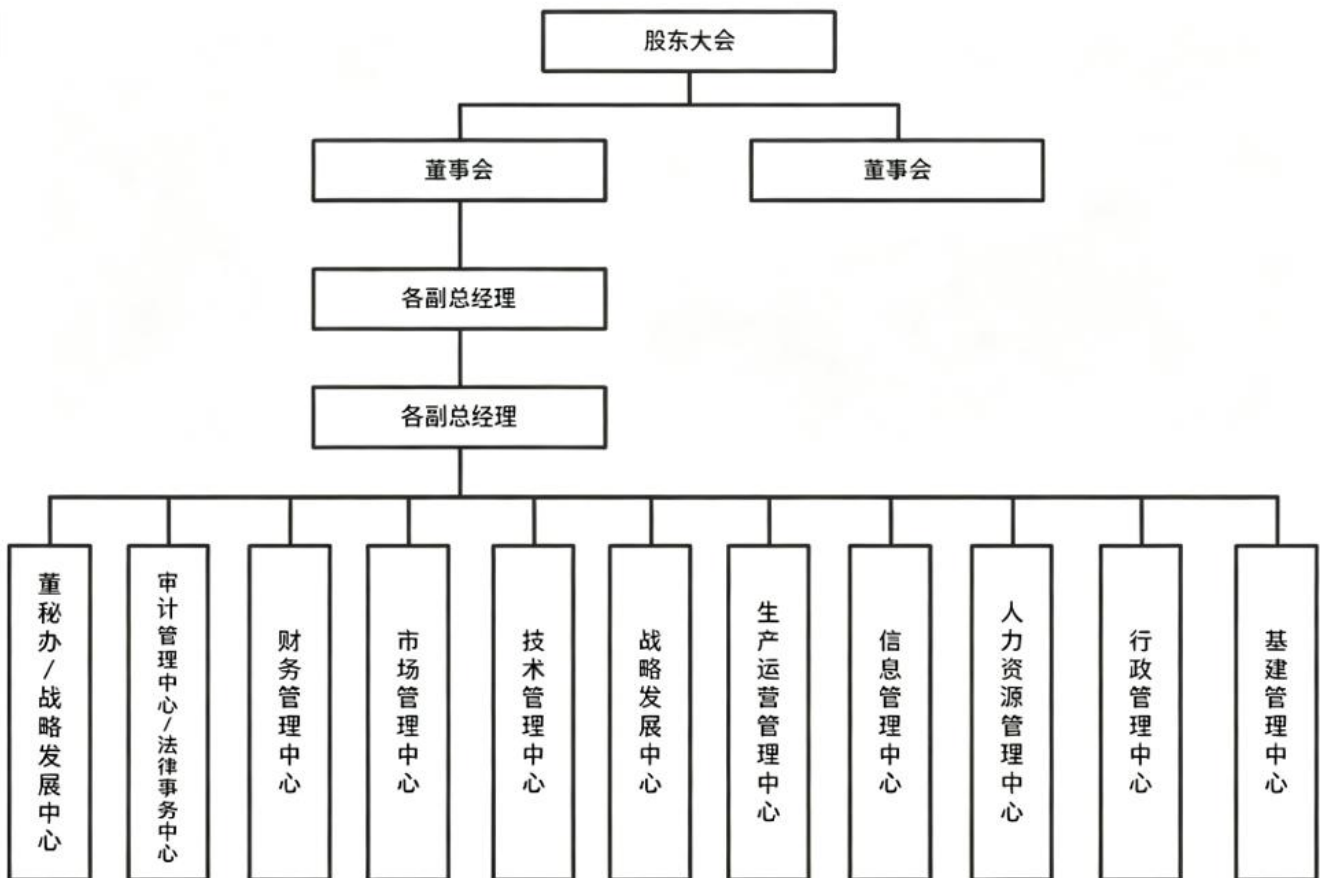 股东大会
董事会
董事会
各副总经理
各副总经理
董秘办/战略发展中心
审计管理中心/法律事务中心
财务管理中心
市场管理中心
技术管理中心
战略发展中心
生产运营管理中心
信息管理中心
人力资源管理中心
行政管理中心
基建管理中心